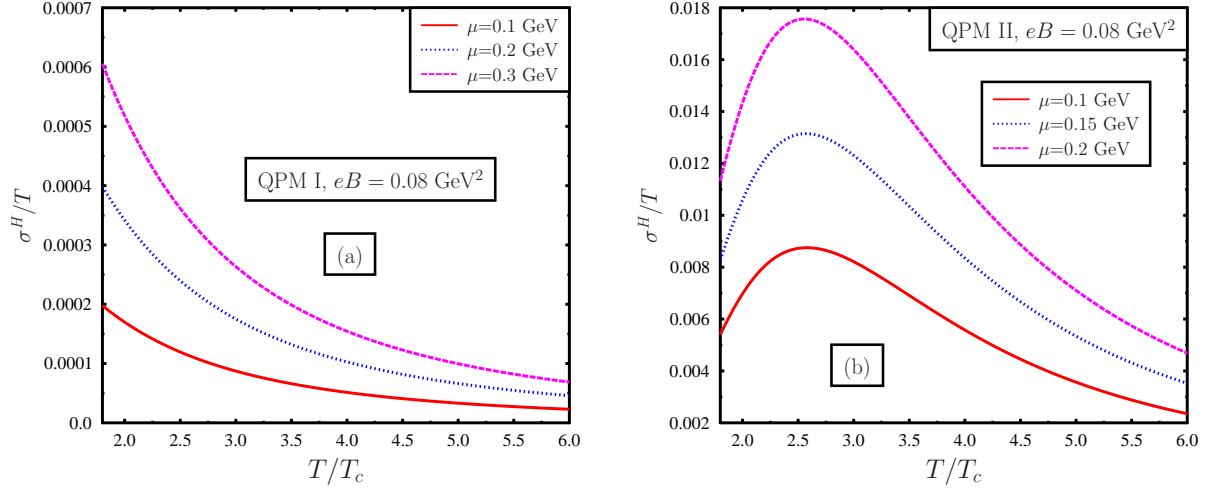 0.0007
0.0006
0.0005
0.0004
0.0003
0.0002
0.0001
0.0
σ^H/T
μ=0.1 GeV
μ=0.2 GeV
μ=0.3 GeV
QPM I, eB = 0.08 GeV²
(a)
2.0 2.5 3.0 3.5 4.0 4.5 5.0 5.5 6.0
T/T_c
0.018
0.016
0.014
0.012
0.01
0.008
0.006
0.004
0.002
σ^H/T
QPM II, eB = 0.08 GeV²
μ=0.1 GeV
μ=0.15 GeV
μ=0.2 GeV
(b)
2.0 2.5 3.0 3.5 4.0 4.5 5.0 5.5 6.0
T/T_c